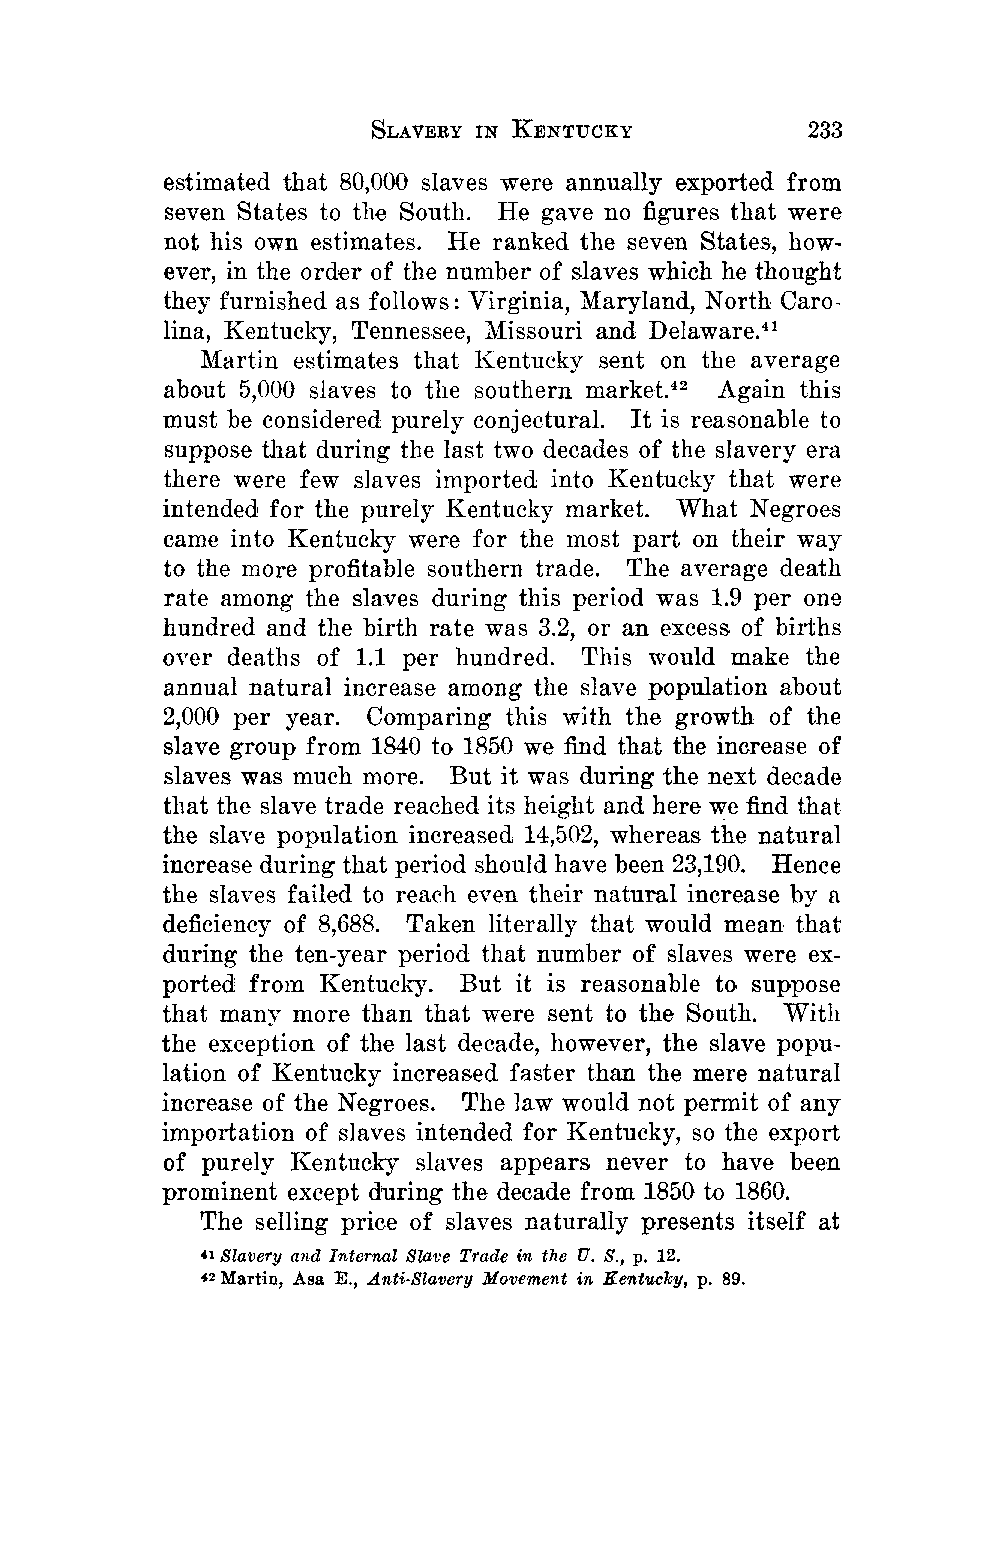 SLAVERY IN KENTUCKY 233
estimated that 80,000 slaves were annually exported from
seven States to the South. He gave no figures that were
not his own estimates. He ranked the seven States, how-
ever, in the order of the number of slaves which he thought
they furnished as follows: Virginia, Maryland, North Caro-
lina, Kentucky, Tennessee, Missouri and Delaware.⁴¹
Martin estimates that Kentucky sent on the average
about 5,000 slaves to the southern market.⁴² Again this
must be considered purely conjectural. It is reasonable to
suppose that during the last two decades of the slavery era
there were few slaves imported into Kentucky that were
intended for the purely Kentucky market. What Negroes
came into Kentucky were for the most part on their way
to the more profitable southern trade. The average death
rate among the slaves during this period was 1.9 per one
hundred and the birth rate was 3.2, or an excess of births
over deaths of 1.1 per hundred. This would make the
annual natural increase among the slave population about
2,000 per year. Comparing this with the growth of the
slave group from 1840 to 1850 we find that the increase of
slaves was much more. But it was during the next decade
that the slave trade reached its height and here we find that
the slave population increased 14,502, whereas the natural
increase during that period should have been 23,190. Hence
the slaves failed to reach even their natural increase by a
deficiency of 8,688. Taken literally that would mean that
during the ten-year period that number of slaves were ex-
ported from Kentucky. But it is reasonable to suppose
that many more than that were sent to the South. With
the exception of the last decade, however, the slave popu-
lation of Kentucky increased faster than the mere natural
increase of the Negroes. The law would not permit of any
importation of slaves intended for Kentucky, so the export
of purely Kentucky slaves appears never to have been
prominent except during the decade from 1850 to 1860.
The selling price of slaves naturally presents itself at
⁴¹ Slavery and Internal Slave Trade in the U. S., p. 12.
⁴² Martin, Asa E., Anti-Slavery Movement in Kentucky, p. 89.